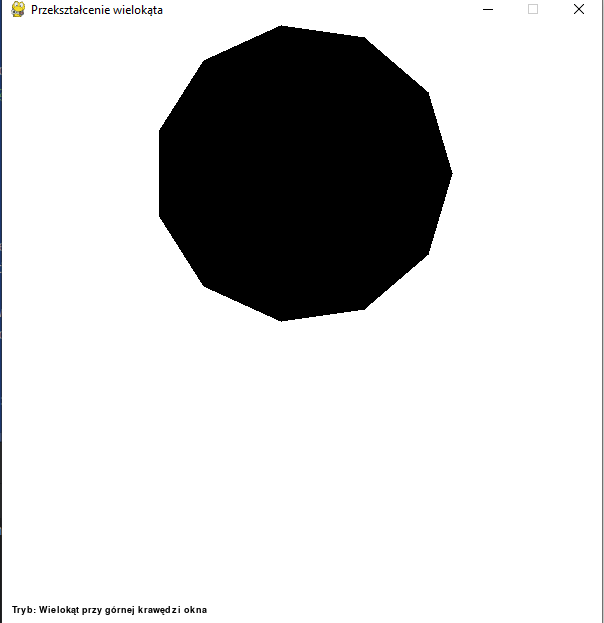 Przekształcenie wielokąta
Tryb: Wielokąt przy górnej krawędzi okna